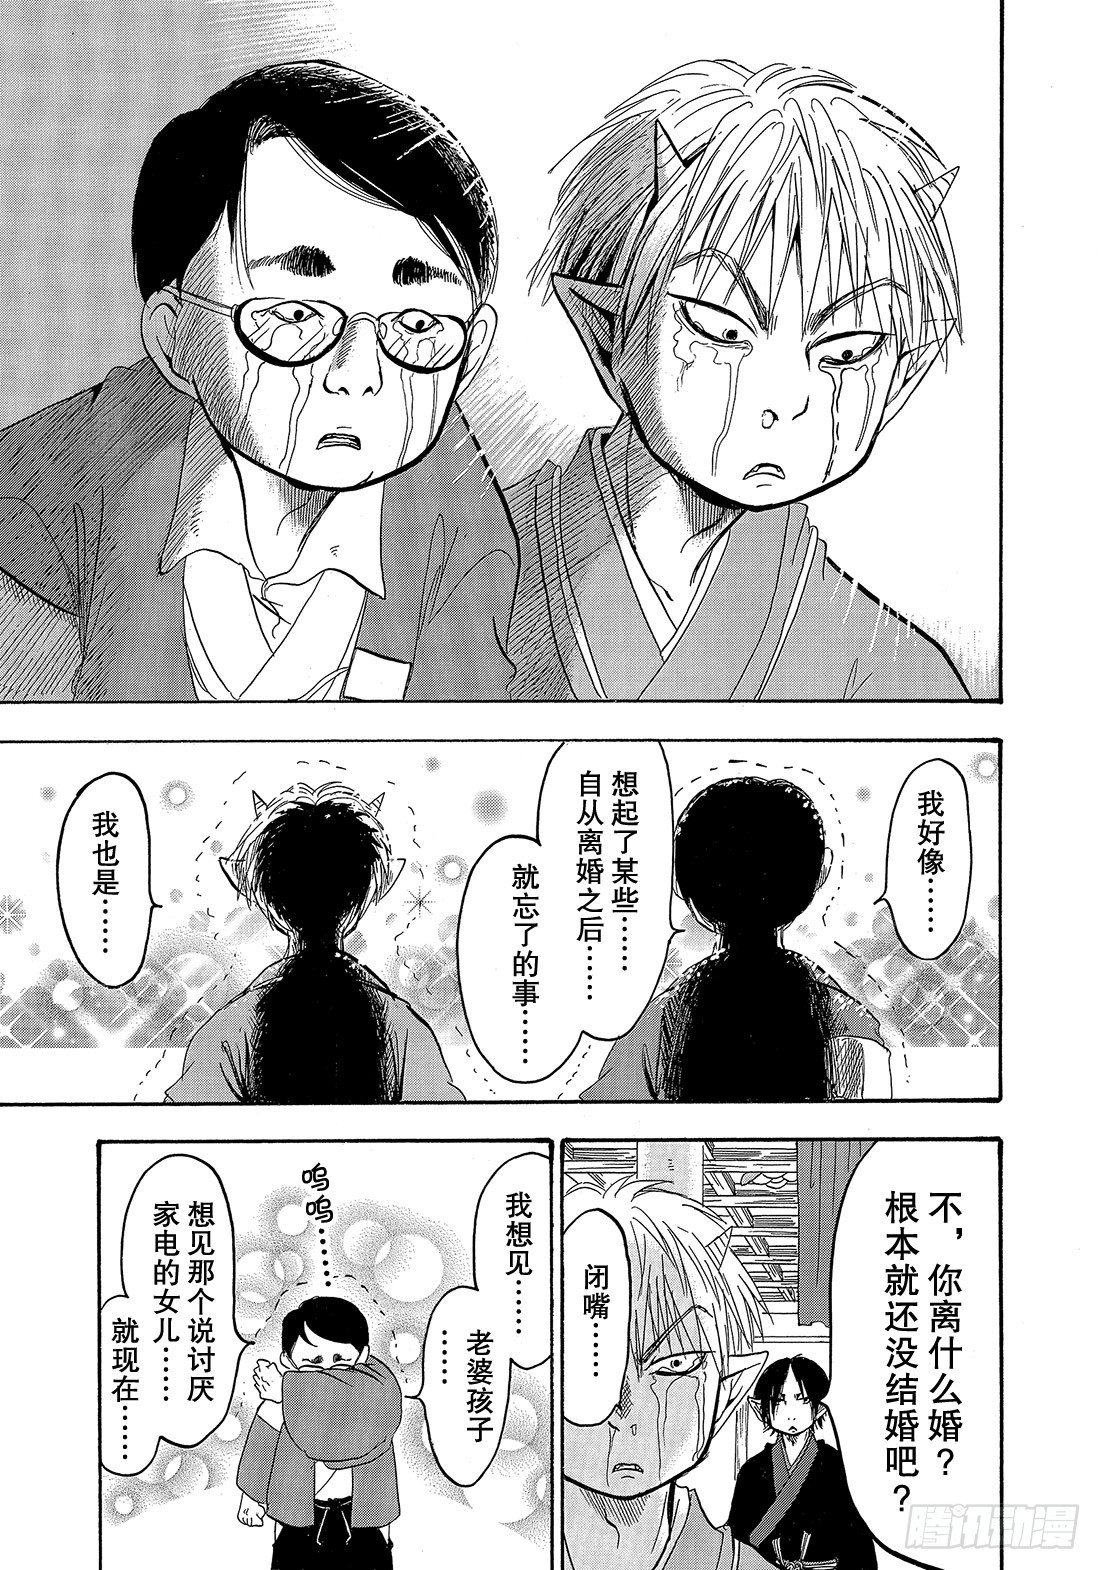 我好像……
想起了某些……
自从离婚之后……
就忘了的事……
我也是……
不，你离什么婚？
根本就还没结婚吧？
闭嘴……
我想见……
老婆孩子
呜呜……
想见那个说讨厌
家电的女儿……
就现在……
腾讯动漫